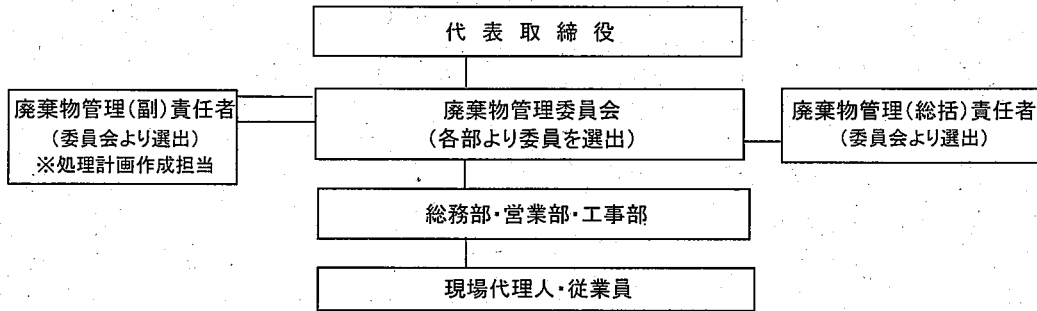 代表取締役
廃棄物管理(副)責任者
(委員会より選出)
※処理計画作成担当
廃棄物管理委員会
(各部より委員を選出)
廃棄物管理(総括)責任者
(委員会より選出)
総務部・営業部・工事部
現場代理人・従業員